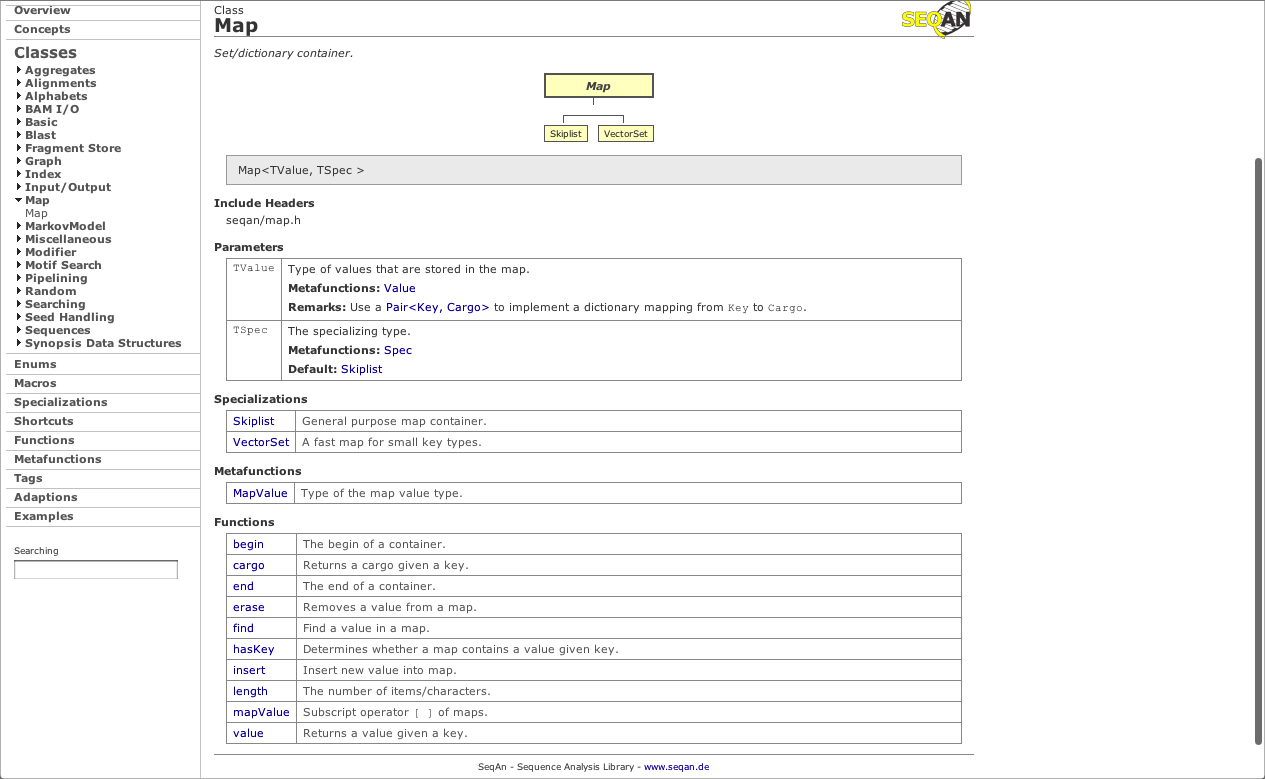 Overview
Concepts
Classes
Aggregates
Alignments
Alphabets
BAM I/O
Basic
Blast
Fragment Store
Graph
Index
Input/Output
Map
Map
MarkovModel
Miscellaneous
Modifier
Motif Search
Pipelining
Random
Searching
Seed Handling
Sequences
Synopsis Data Structures
Enums
Macros
Specializations
Shortcuts
Functions
Metafunctions
Tags
Adaptions
Examples
Searching
Class
Map
SEQAN
Set/dictionary container.
Map
Skiplist VectorSet
Map<TValue, TSpec >
Include Headers
seqan/map.h
Parameters
TValue Type of values that are stored in the map.
Metafunctions: Value
Remarks: Use a Pair<Key, Cargo> to implement a dictionary mapping from Key to Cargo.
TSpec The specializing type.
Metafunctions: Spec
Default: Skiplist
Specializations
Skiplist General purpose map container.
VectorSet A fast map for small key types.
Metafunctions
MapValue Type of the map value type.
Functions
begin The begin of a container.
cargo Returns a cargo given a key.
end The end of a container.
erase Removes a value from a map.
find Find a value in a map.
hasKey Determines whether a map contains a value given key.
insert Insert new value into map.
length The number of items/characters.
mapValue Subscript operator [ ] of maps.
value Returns a value given a key.
SeqAn - Sequence Analysis Library - www.seqan.de